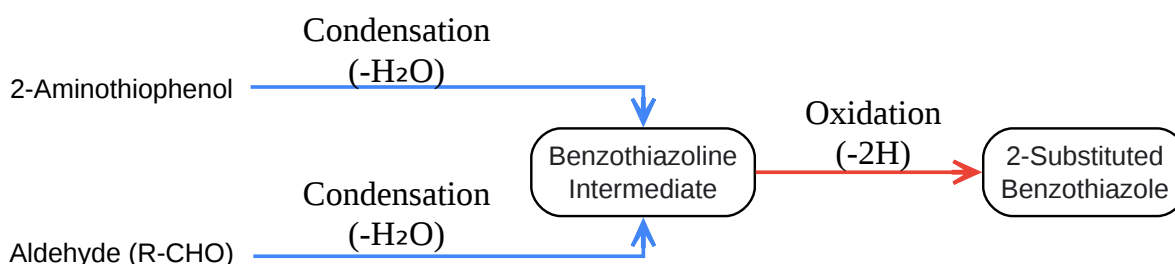 Condensation
(-H₂O)
2-Aminothiophenol
Oxidation
(-2H)
Benzothiazoline
Intermediate
2-Substituted
Benzothiazole
Condensation
(-H₂O)
Aldehyde (R-CHO)